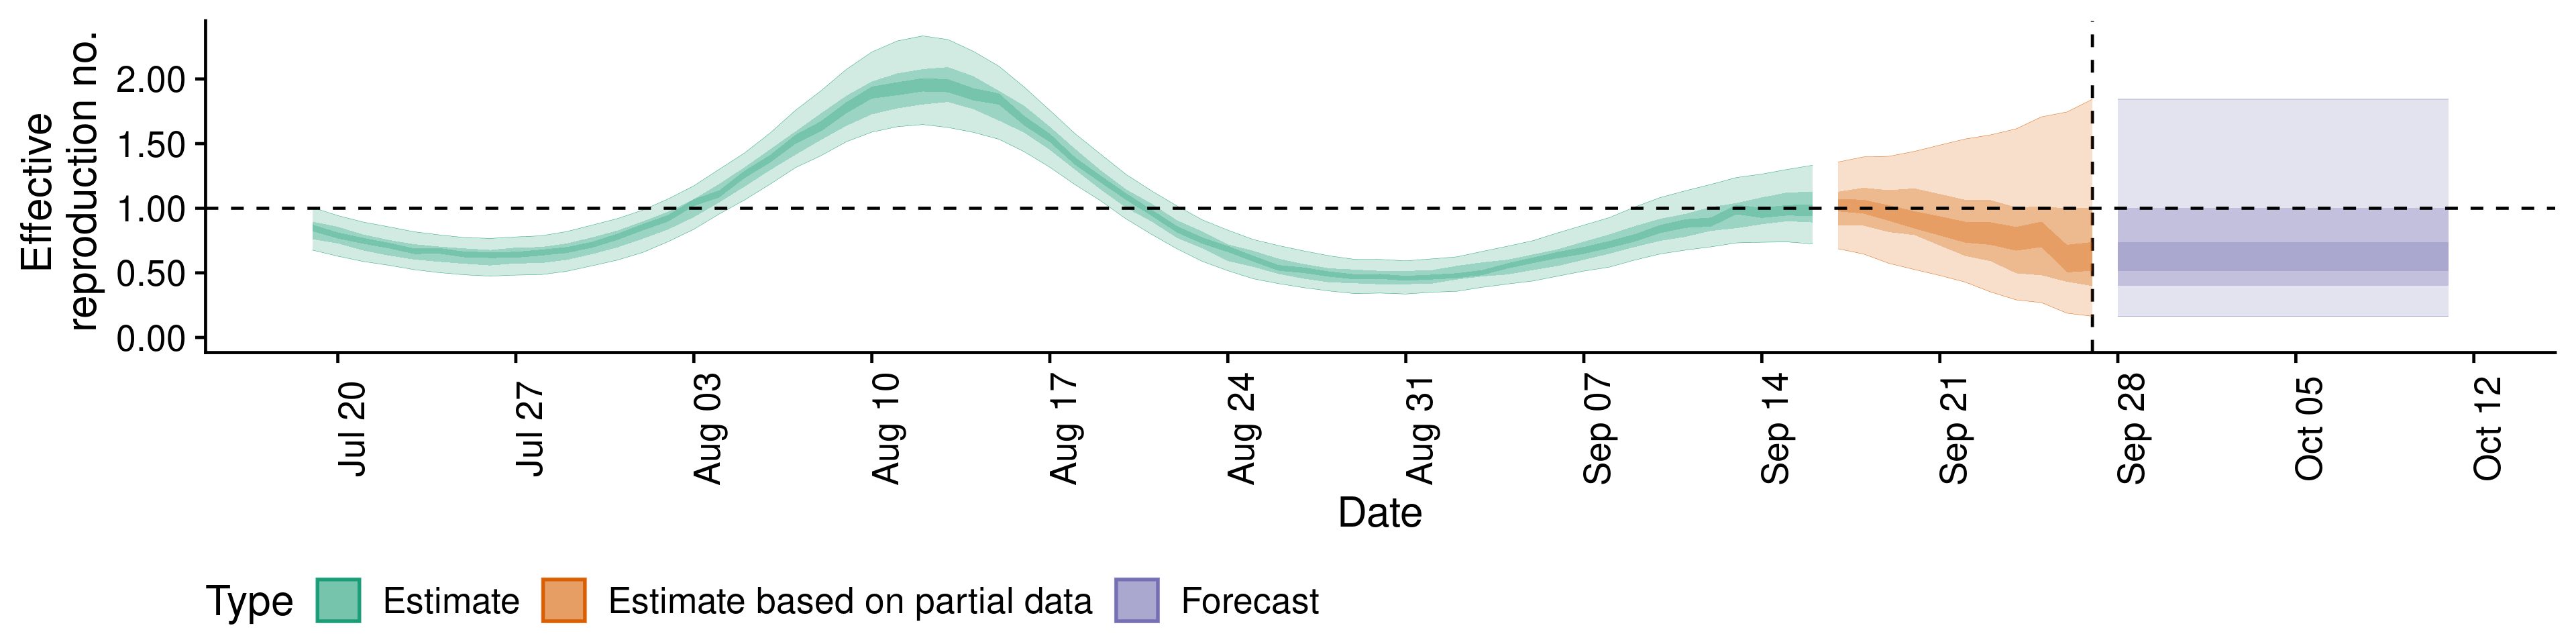 Effective
reproduction no.
2.00
1.50
1.00
0.50
0.00
Jul 20
Jul 27
Aug 03
Aug 10
Aug 17
Aug 24
Aug 31
Sep 07
Sep 14
Sep 21
Sep 28
Oct 05
Oct 12
Date
Type Estimate Estimate based on partial data Forecast